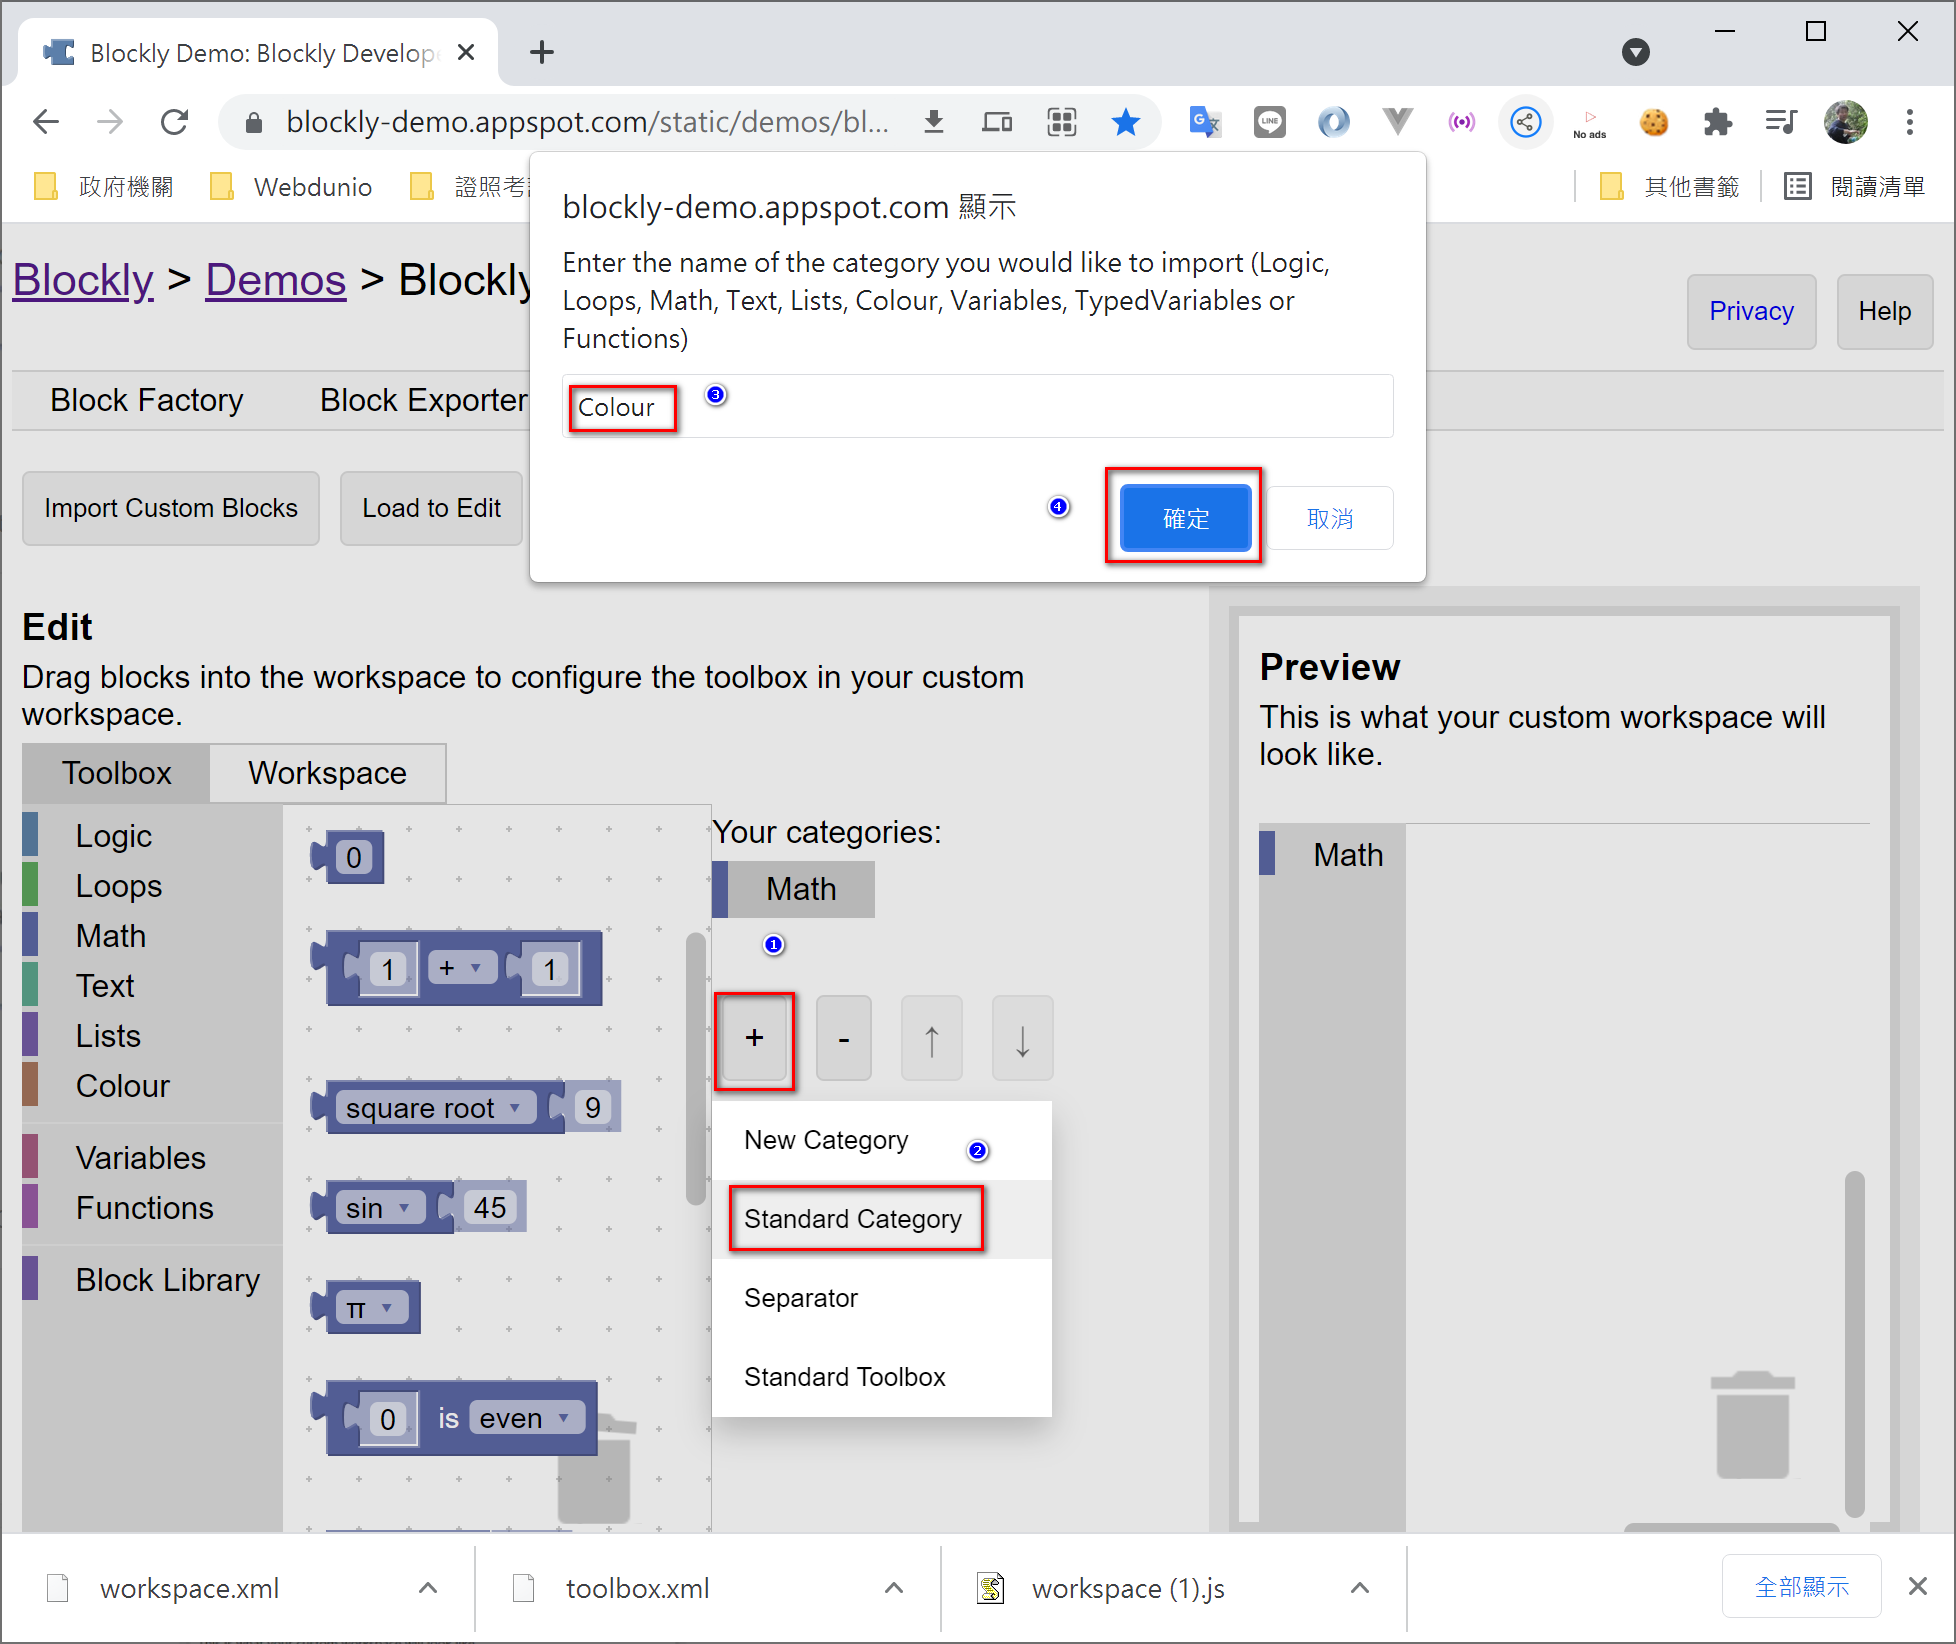 Blockly Demo: Blockly Develope
blockly-demo.appspot.com/static/demos/bl...
LINE
No ads
政府機關
Webdunio
證照考
其他書籤
閱讀清單
blockly-demo.appspot.com 顯示
Enter the name of the category you would like to import (Logic,
Loops, Math, Text, Lists, Colour, Variables, TypedVariables or
Functions)
Colour
3
4
確定
取消
Blockly > Demos > Blockly
Privacy
Help
Block Factory
Block Exporter
Import Custom Blocks
Load to Edit
Edit
Drag blocks into the workspace to configure the toolbox in your custom
workspace.
Toolbox
Workspace
Logic
Loops
Math
Text
Lists
Colour
Variables
Functions
Block Library
0
1 + 1
square root 9
sin 45
π
0 is even
Your categories:
Math
1
+
-
↑
↓
New Category
2
Standard Category
Separator
Standard Toolbox
Preview
This is what your custom workspace will
look like.
Math
workspace.xml
toolbox.xml
workspace (1).js
全部顯示